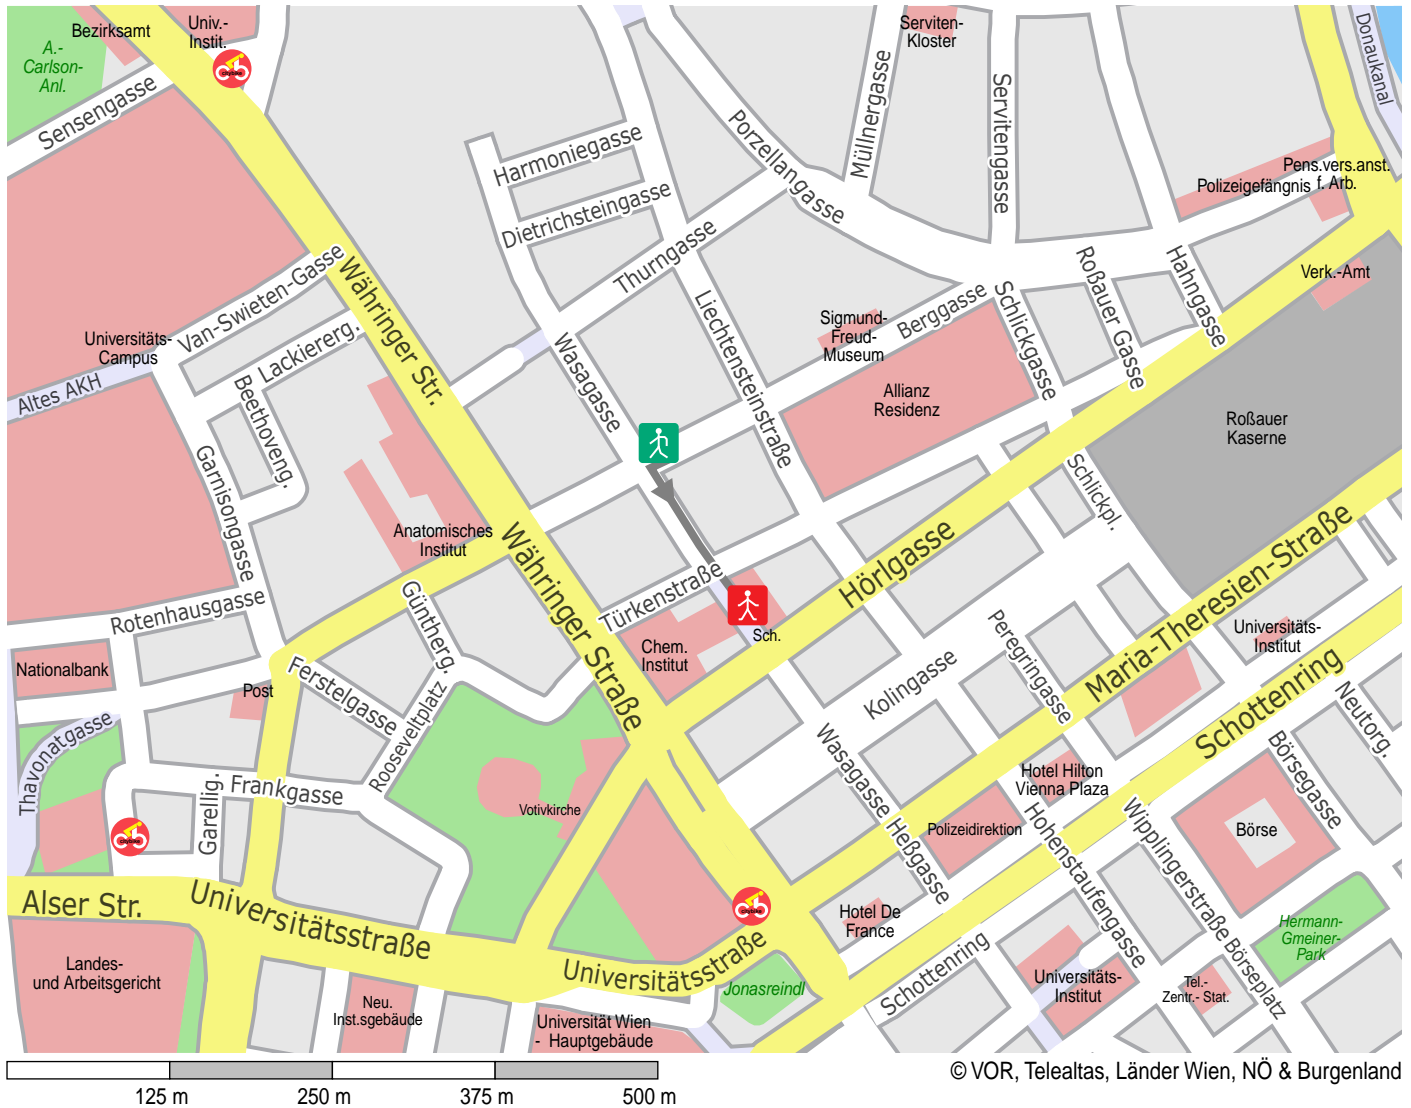 Bezirksamt
Univ.-
Instit.
A.-
Carlson-
Anl.
citybike
Sensengasse
Serviten-
Kloster
Donaukanal
Müllnergasse
Servitengasse
Porzellangasse
Harmoniegasse
Dietrichsteingasse
Thurngasse
Pens.vers.anst.
f. Arb.
Polizeigefängnis
Verk.-Amt
Roßauer Gasse
Hahngasse
Schlickgasse
Van-Swieten-Gasse
Währinger Str.
Universitäts-
Campus
Lackiererg.
Altes AKH
Beethoveng.
Garnisongasse
Wasagasse
Liechtensteinstraße
Sigmund-
Freud-
Museum
Berggasse
Allianz
Residenz
Roßauer
Kaserne
Schlickpl.
Anatomisches
Institut
Währinger Straße
Türkenstraße
Hörlgasse
Maria-Theresien-Straße
Rotenhausgasse
Güntherg.
Chem.
Institut
Sch.
Nationalbank
Post
Ferstelgasse
Rooseveltplatz
Kolingasse
Peregringasse
Universitäts-
Institut
Schottenring
Neutorg.
Thavonatgasse
Garellig.
Frankgasse
Votivkirche
Wasagasse
Heßgasse
Hotel Hilton
Vienna Plaza
Polizeidirektion
Hohenstaufengasse
Wipplingerstraße
Börsegasse
Börse
citybike
Alser Str.
Universitätsstraße
citybike
Hotel De
France
Börseplatz
Hermann-
Gmeiner-
Park
Landes-
und Arbeitsgericht
Neu.
Inst.sgebäude
Universitätsstraße
Jonasreindl
Schottenring
Universitäts-
Institut
Tel.-
Zentr.- Stat.
Universität Wien
- Hauptgebäude
125 m
250 m
375 m
500 m
© VOR, Telealtas, Länder Wien, NÖ & Burgenland